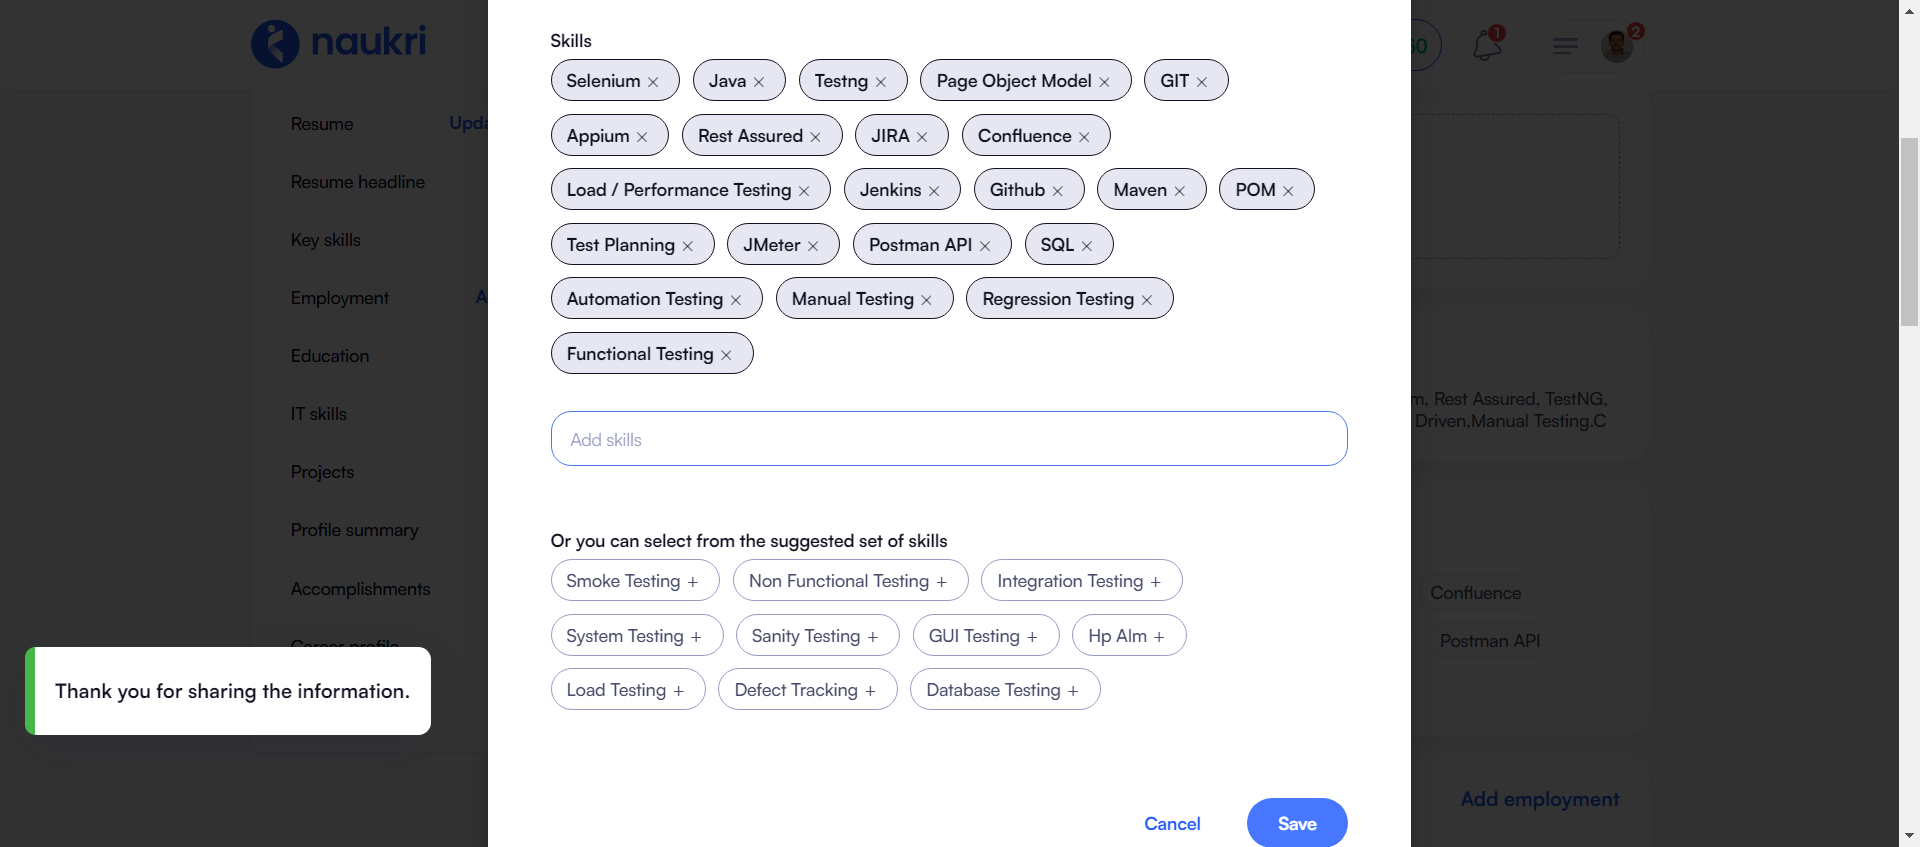 naukri
60
1
2
Resume
Upda
Resume headline
Key skills
Employment
A
Education
IT skills
Projects
Profile summary
Accomplishments
Career profile
Thank you for sharing the information.
Skills
Selenium ×
Java ×
Testng ×
Page Object Model ×
GIT ×
Appium ×
Rest Assured ×
JIRA ×
Confluence ×
Load / Performance Testing ×
Jenkins ×
Github ×
Maven ×
POM ×
Test Planning ×
JMeter ×
Postman API ×
SQL ×
Automation Testing ×
Manual Testing ×
Regression Testing ×
Functional Testing ×
Add skills
Or you can select from the suggested set of skills
Smoke Testing +
Non Functional Testing +
Integration Testing +
System Testing +
Sanity Testing +
GUI Testing +
Hp Alm +
Load Testing +
Defect Tracking +
Database Testing +
Cancel
Save
m, Rest Assured, TestNG,
Driven,Manual Testing.C
Confluence
Postman API
Add employment